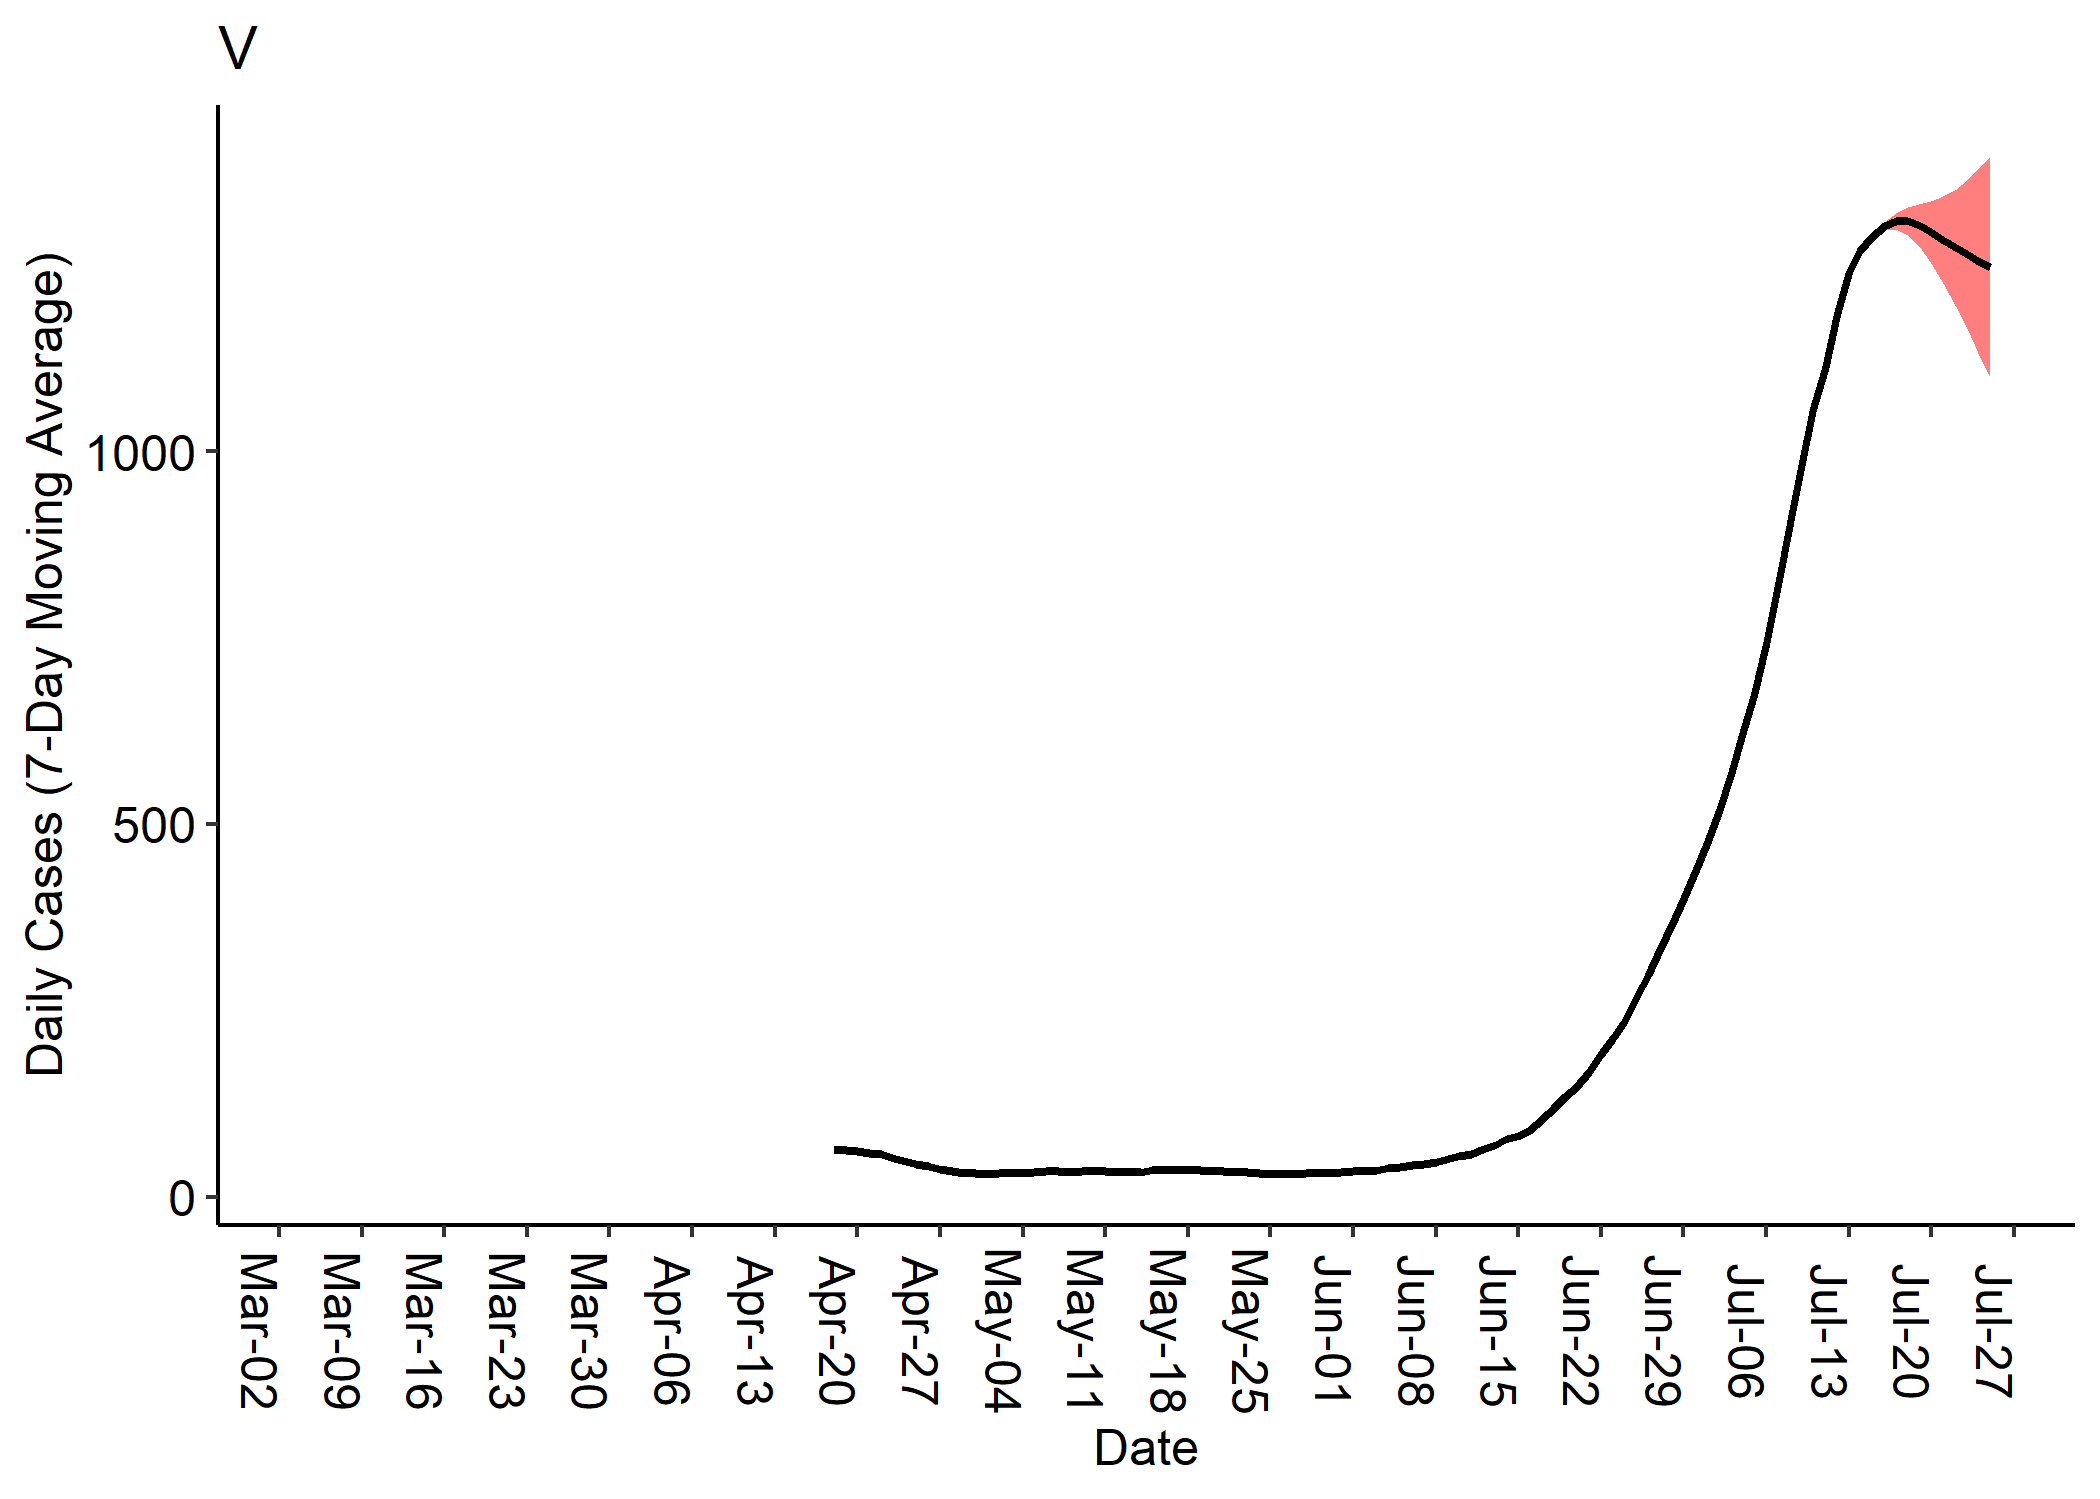 V
Daily Cases (7-Day Moving Average)
1000
500
0
Mar-02
Mar-09
Mar-16
Mar-23
Mar-30
Apr-06
Apr-13
Apr-20
Apr-27
May-04
May-11
May-18
May-25
Jun-01
Jun-08
Jun-15
Jun-22
Jun-29
Jul-06
Jul-13
Jul-20
Jul-27
Date